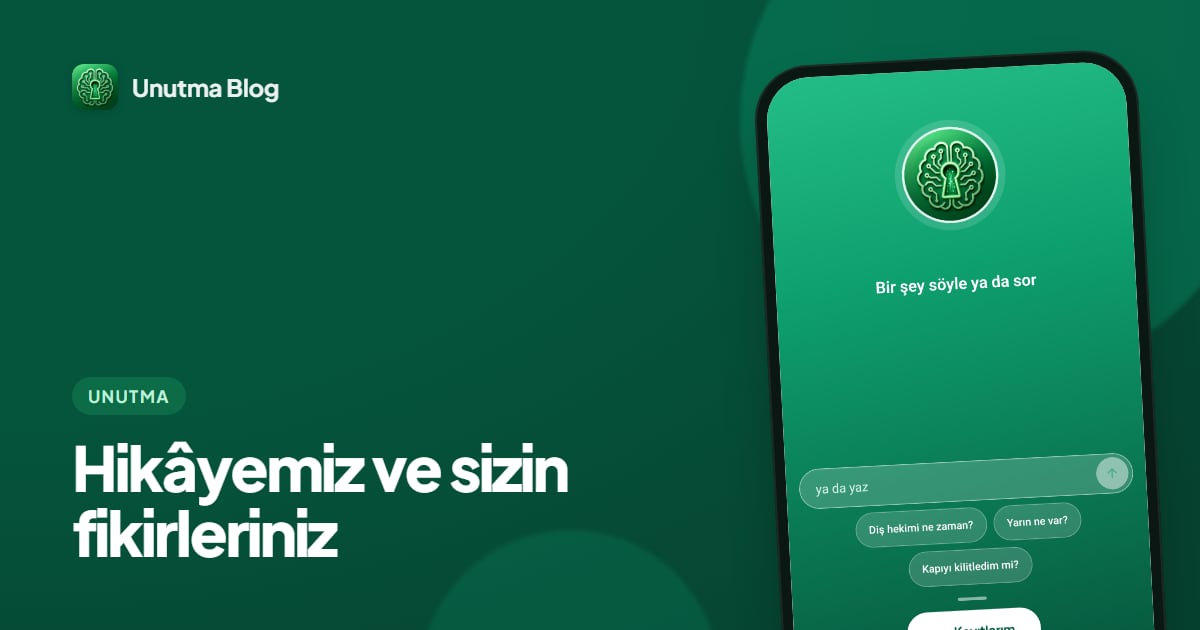 Unutma Blog
UNUTMA
Hikâyemiz ve sizin
fikirleriniz
Bir şey söyle ya da sor
ya da yaz
Diş hekimi ne zaman?
Yarın ne var?
Kapıyı kilitledim mi?